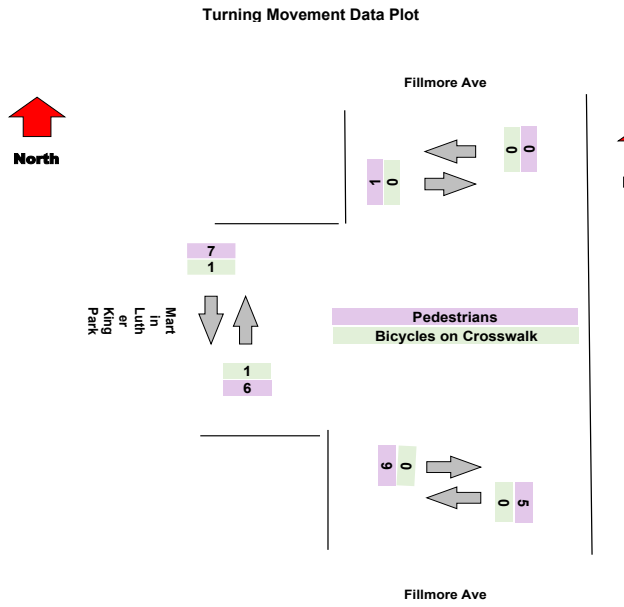 Turning Movement Data Plot
Fillmore Ave
North
0
0
1
0
7
1
Mart
in
Luth
er
King
Park
Pedestrians
Bicycles on Crosswalk
1
6
9
0
0
5
Fillmore Ave